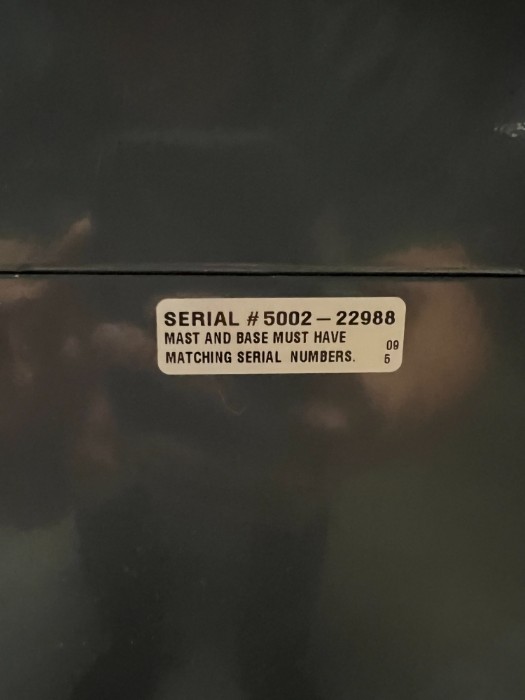 SERIAL # 5002 – 22988
MAST AND BASE MUST HAVE
MATCHING SERIAL NUMBERS.
09
5